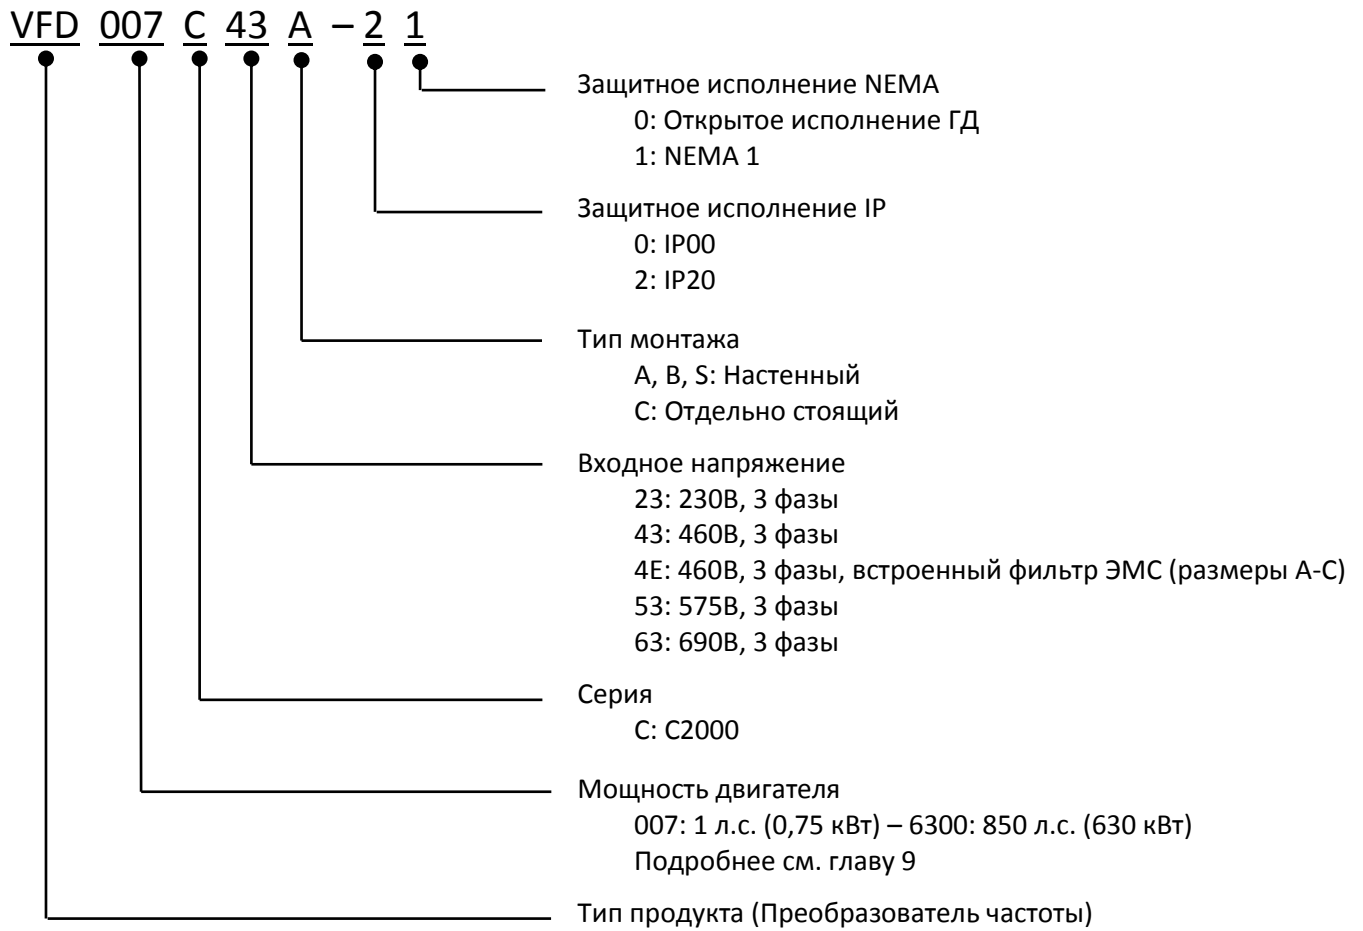 VFD 007 C 43 A – 2 1
Защитное исполнение NEMA
0: Открытое исполнение ГД
1: NEMA 1
Защитное исполнение IP
0: IP00
2: IP20
Тип монтажа
A, B, S: Настенный
C: Отдельно стоящий
Входное напряжение
23: 230В, 3 фазы
43: 460В, 3 фазы
4E: 460В, 3 фазы, встроенный фильтр ЭМС (размеры A-C)
53: 575В, 3 фазы
63: 690В, 3 фазы
Серия
C: C2000
Мощность двигателя
007: 1 л.с. (0,75 кВт) – 6300: 850 л.с. (630 кВт)
Подробнее см. главу 9
Тип продукта (Преобразователь частоты)